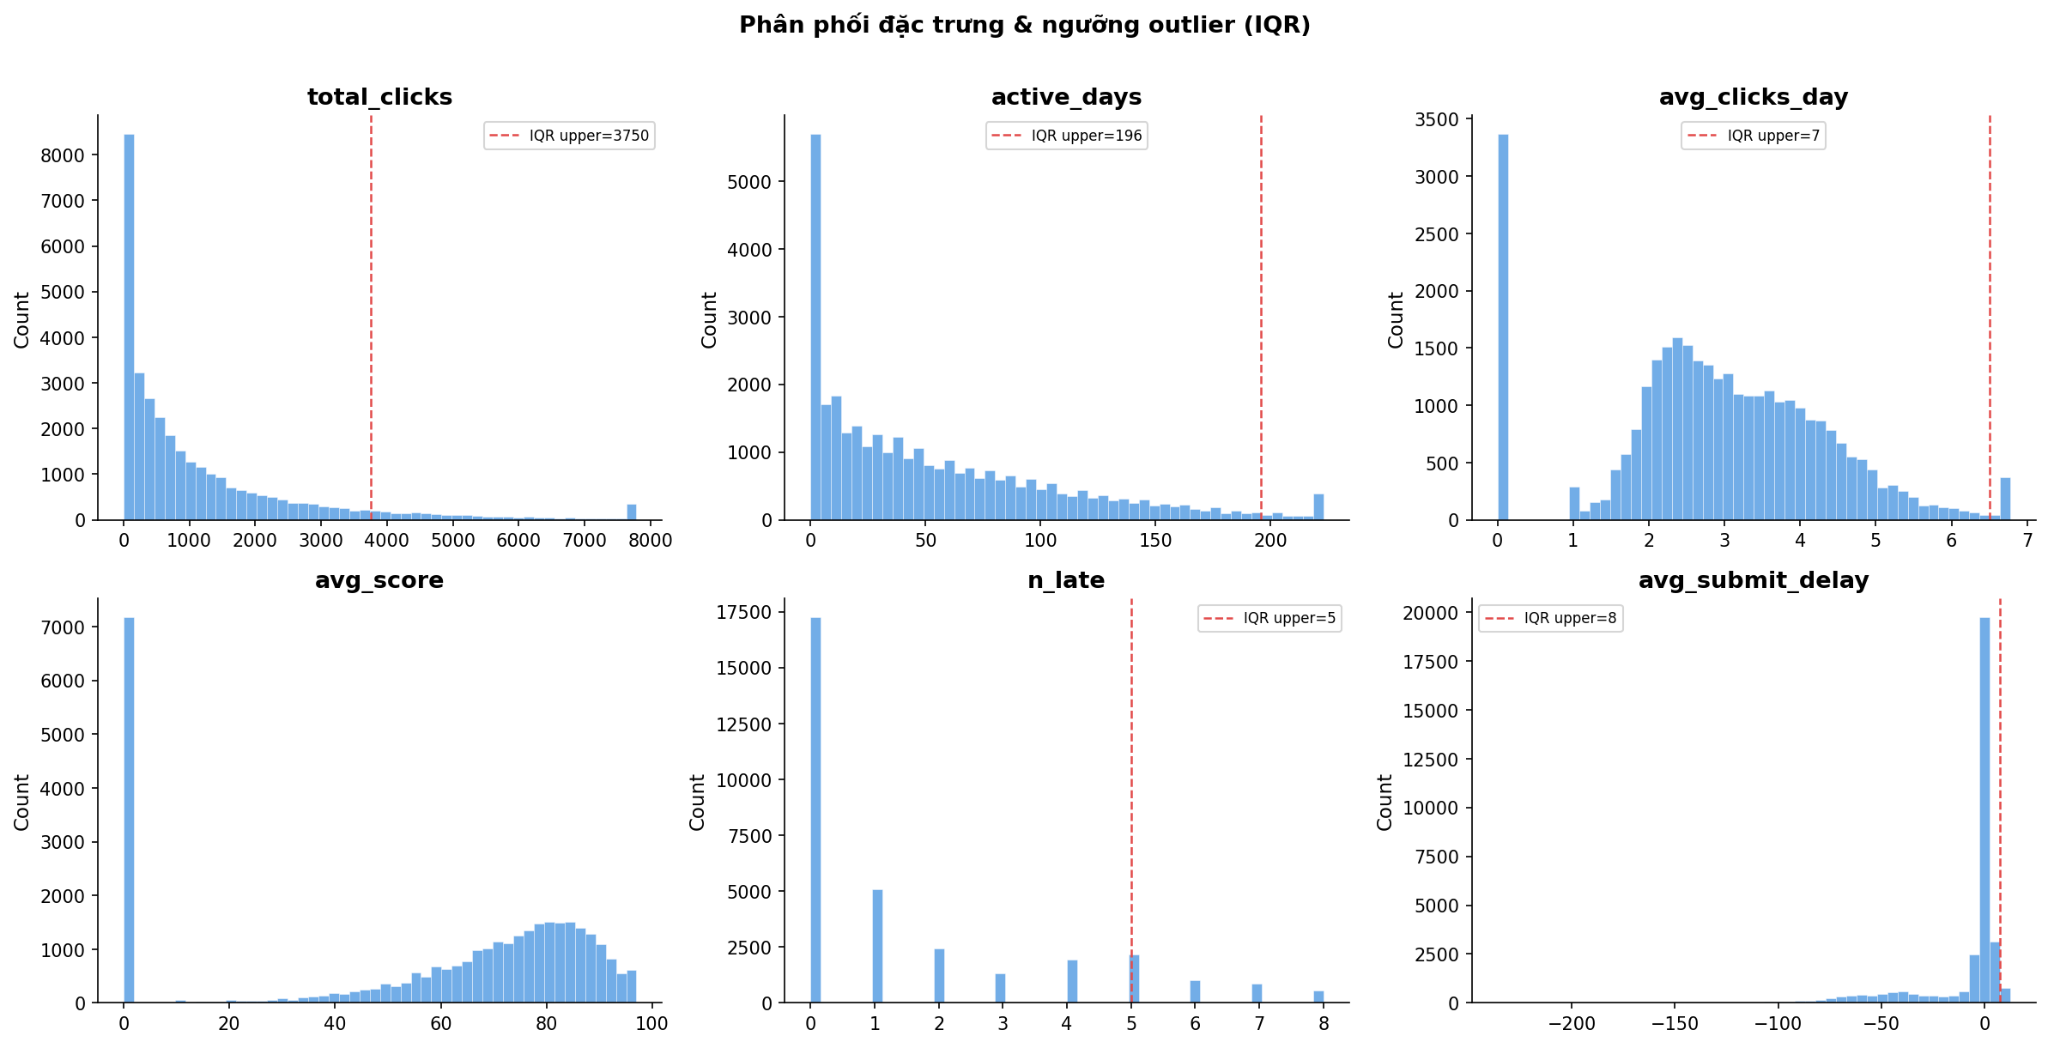 Phân phối đặc trưng & ngưỡng outlier (IQR)
total_clicks
IQR upper=3750
Count
8000
7000
6000
5000
4000
3000
2000
1000
0
0 1000 2000 3000 4000 5000 6000 7000 8000
active_days
IQR upper=196
Count
5000
4000
3000
2000
1000
0
0 50 100 150 200
avg_clicks_day
IQR upper=7
Count
3500
3000
2500
2000
1500
1000
500
0
0 1 2 3 4 5 6 7
avg_score
Count
7000
6000
5000
4000
3000
2000
1000
0
0 20 40 60 80 100
n_late
IQR upper=5
Count
17500
15000
12500
10000
7500
5000
2500
0
0 1 2 3 4 5 6 7 8
avg_submit_delay
IQR upper=8
Count
20000
17500
15000
12500
10000
7500
5000
2500
0
−200 −150 −100 −50 0